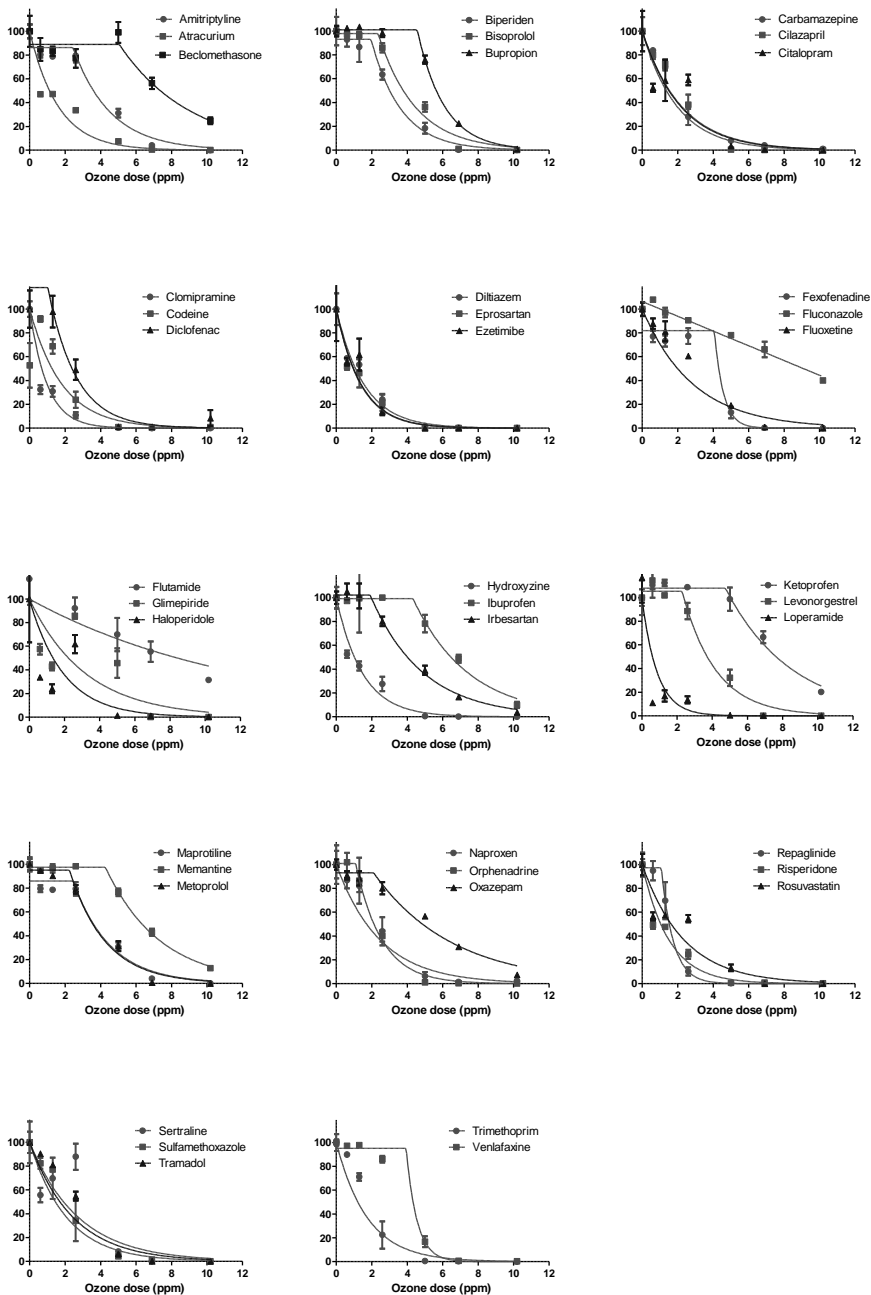 Amitriptyline
Atracurium
Beclomethasone
100
80
60
40
20
0
0 2 4 6 8 10 12
Ozone dose (ppm)
Biperiden
Bisoprolol
Bupropion
100
80
60
40
20
0
0 2 4 6 8 10 12
Ozone dose (ppm)
Carbamazepine
Cilazapril
Citalopram
100
80
60
40
20
0
0 2 4 6 8 10 12
Ozone dose (ppm)
Clomipramine
Codeine
Diclofenac
100
80
60
40
20
0
0 2 4 6 8 10 12
Ozone dose (ppm)
Diltiazem
Eprosartan
Ezetimibe
100
80
60
40
20
0
0 2 4 6 8 10 12
Ozone dose (ppm)
Fexofenadine
Fluconazole
Fluoxetine
100
80
60
40
20
0
0 2 4 6 8 10 12
Ozone dose (ppm)
Flutamide
Glimepiride
Haloperidole
100
80
60
40
20
0
0 2 4 6 8 10 12
Ozone dose (ppm)
Hydroxyzine
Ibuprofen
Irbesartan
100
80
60
40
20
0
0 2 4 6 8 10 12
Ozone dose (ppm)
Ketoprofen
Levonorgestrel
Loperamide
100
80
60
40
20
0
0 2 4 6 8 10 12
Ozone dose (ppm)
Maprotiline
Memantine
Metoprolol
100
80
60
40
20
0
0 2 4 6 8 10 12
Ozone dose (ppm)
Naproxen
Orphenadrine
Oxazepam
100
80
60
40
20
0
0 2 4 6 8 10 12
Ozone dose (ppm)
Repaglinide
Risperidone
Rosuvastatin
100
80
60
40
20
0
0 2 4 6 8 10 12
Ozone dose (ppm)
Sertraline
Sulfamethoxazole
Tramadol
100
80
60
40
20
0
0 2 4 6 8 10 12
Ozone dose (ppm)
Trimethoprim
Venlafaxine
100
80
60
40
20
0
0 2 4 6 8 10 12
Ozone dose (ppm)